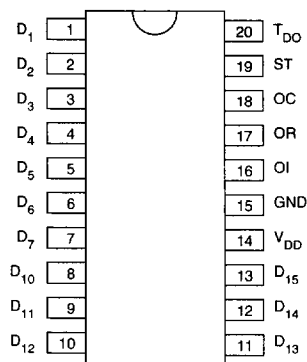 D1 1 20 TDO
D2 2 19 ST
D3 3 18 OC
D4 4 17 OR
D5 5 16 OI
D6 6 15 GND
D7 7 14 VDD
D10 8 13 D15
D11 9 12 D14
D12 10 11 D13